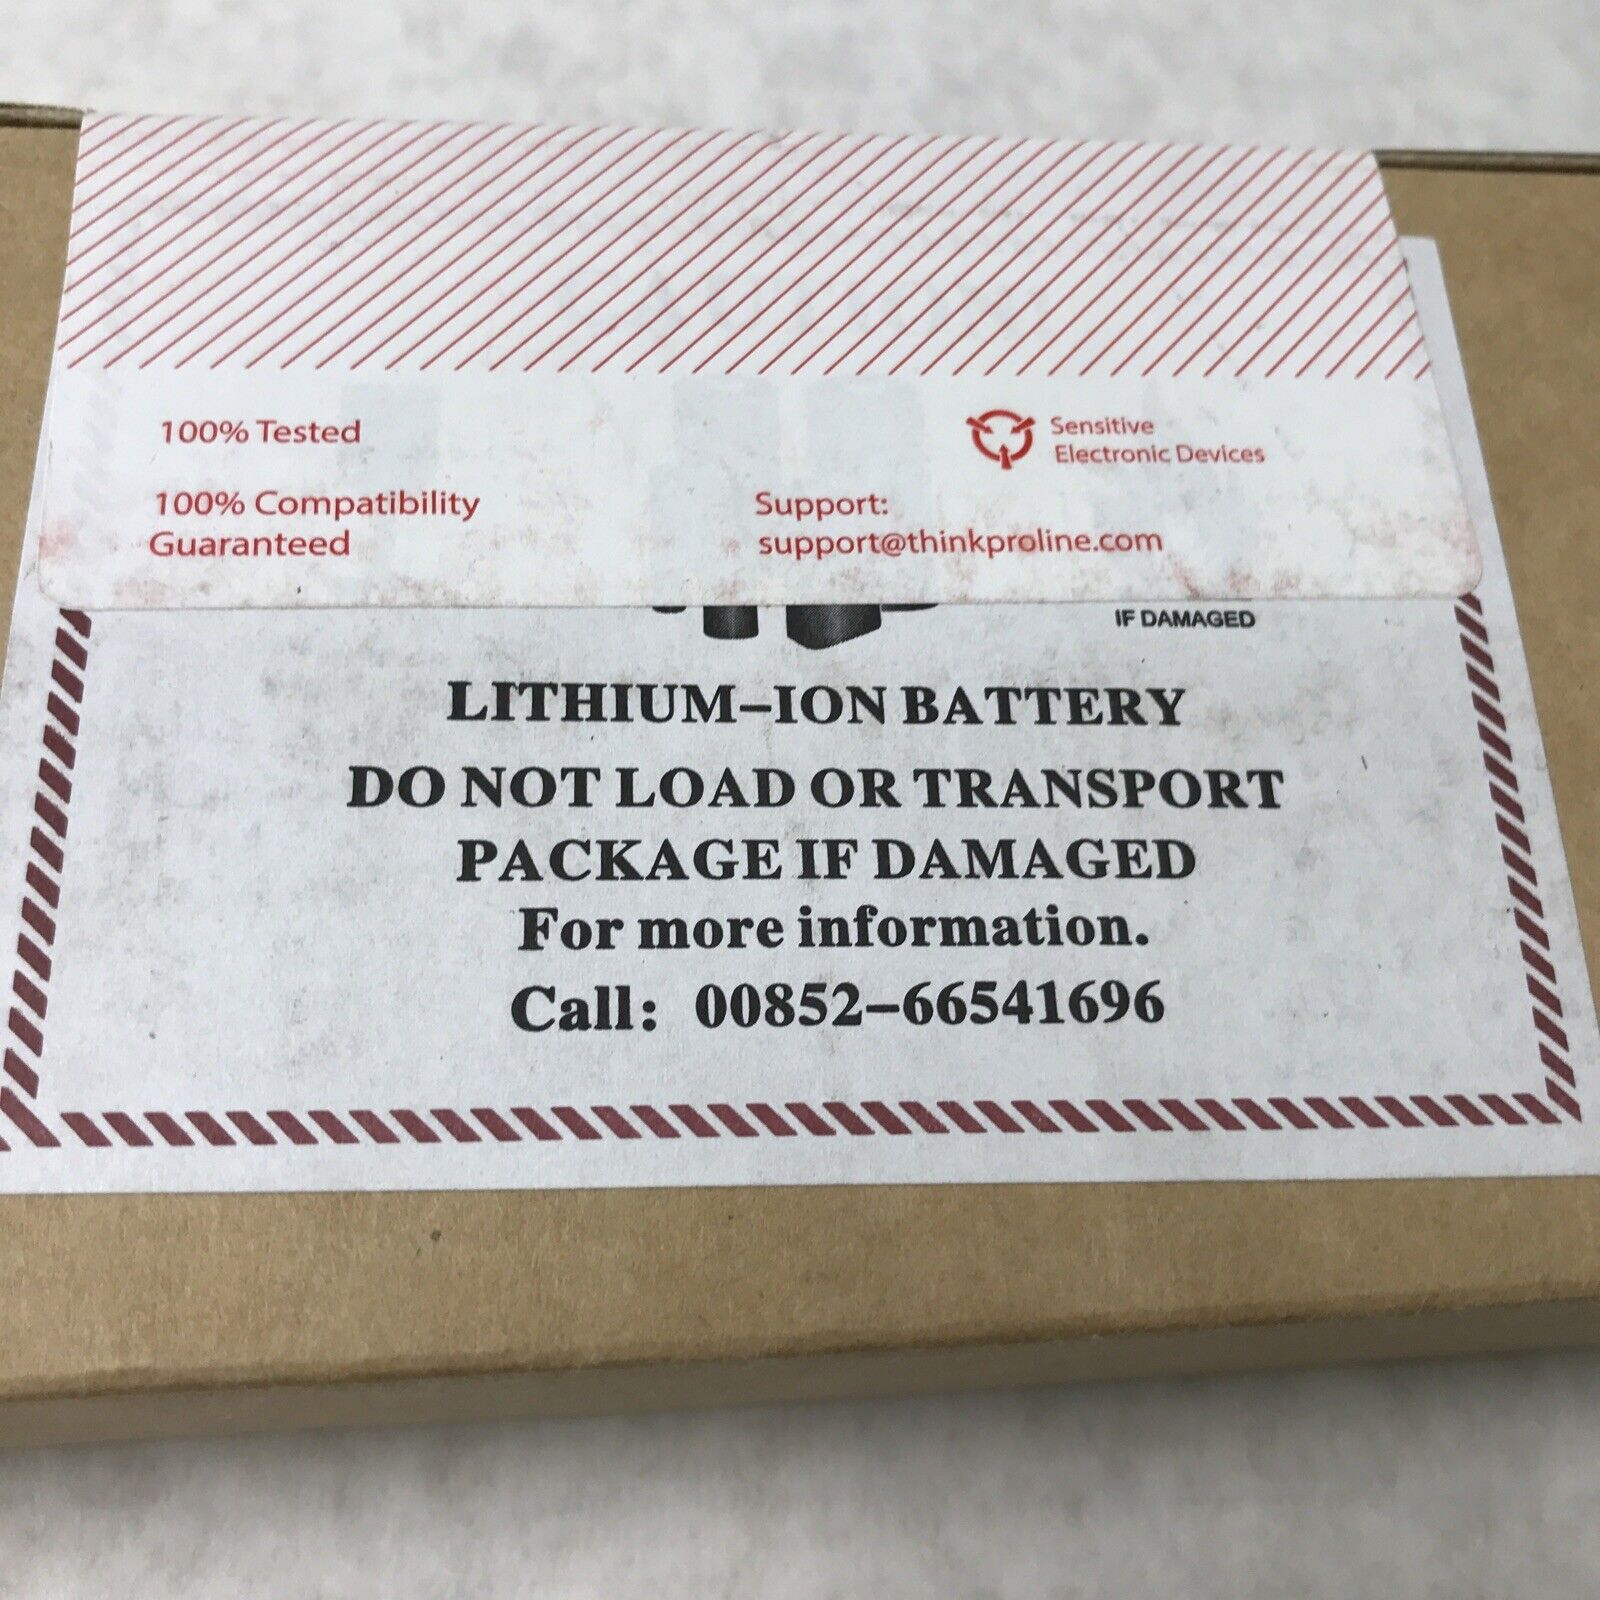 100% Tested
100% Compatibility
Guaranteed
Sensitive
Electronic Devices
Support:
support@thinkproline.com
IF DAMAGED
LITHIUM-ION BATTERY
DO NOT LOAD OR TRANSPORT
PACKAGE IF DAMAGED
For more information.
Call: 00852-66541696